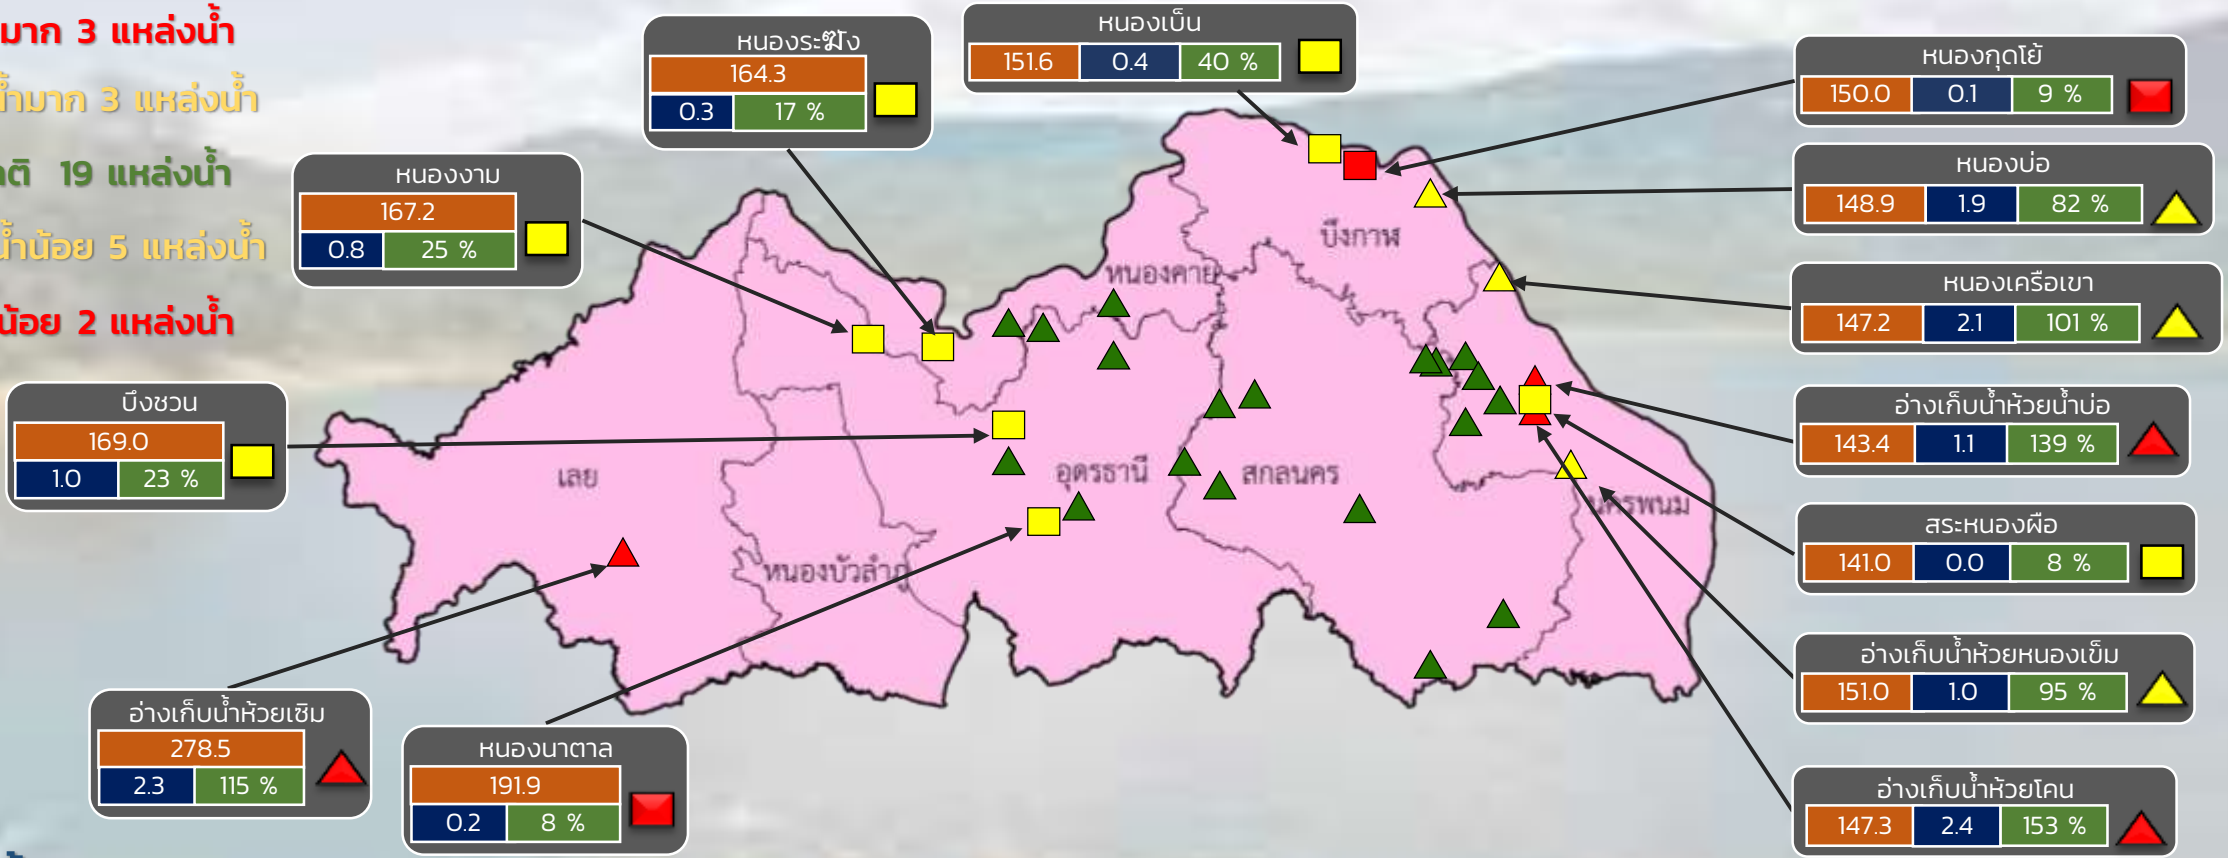 มาก 3 แหล่งน้ำ
น้ำมาก 3 แหล่งน้ำ
19 แหล่งน้ำ
น้ำน้อย 5 แหล่งน้ำ
น้อย 2 แหล่งน้ำ
หนองงาม
167.2
0.8 25 %
หนองระฆัง
164.3
0.3 17 %
หนองเบ็น
151.6 0.4 40 %
หนองกุดโย้
150.0 0.1 9 %
หนองบ่อ
148.9 1.9 82 %
หนองเครือเขา
147.2 2.1 101 %
อ่างเก็บน้ำห้วยน้ำบ่อ
143.4 1.1 139 %
สระหนองผือ
141.0 0.0 8 %
อ่างเก็บน้ำห้วยหนองเข็ม
151.0 1.0 95 %
อ่างเก็บน้ำห้วยโคน
147.3 2.4 153 %
บึงชวน
169.0
1.0 23 %
อ่างเก็บน้ำห้วยเซิม
278.5
2.3 115 %
หนองนาตาล
191.9
0.2 8 %
บึงกาฬ
หนองคาย
เลย
อุดรธานี
สกลนคร
นครพนม
หนองบัวลำภู